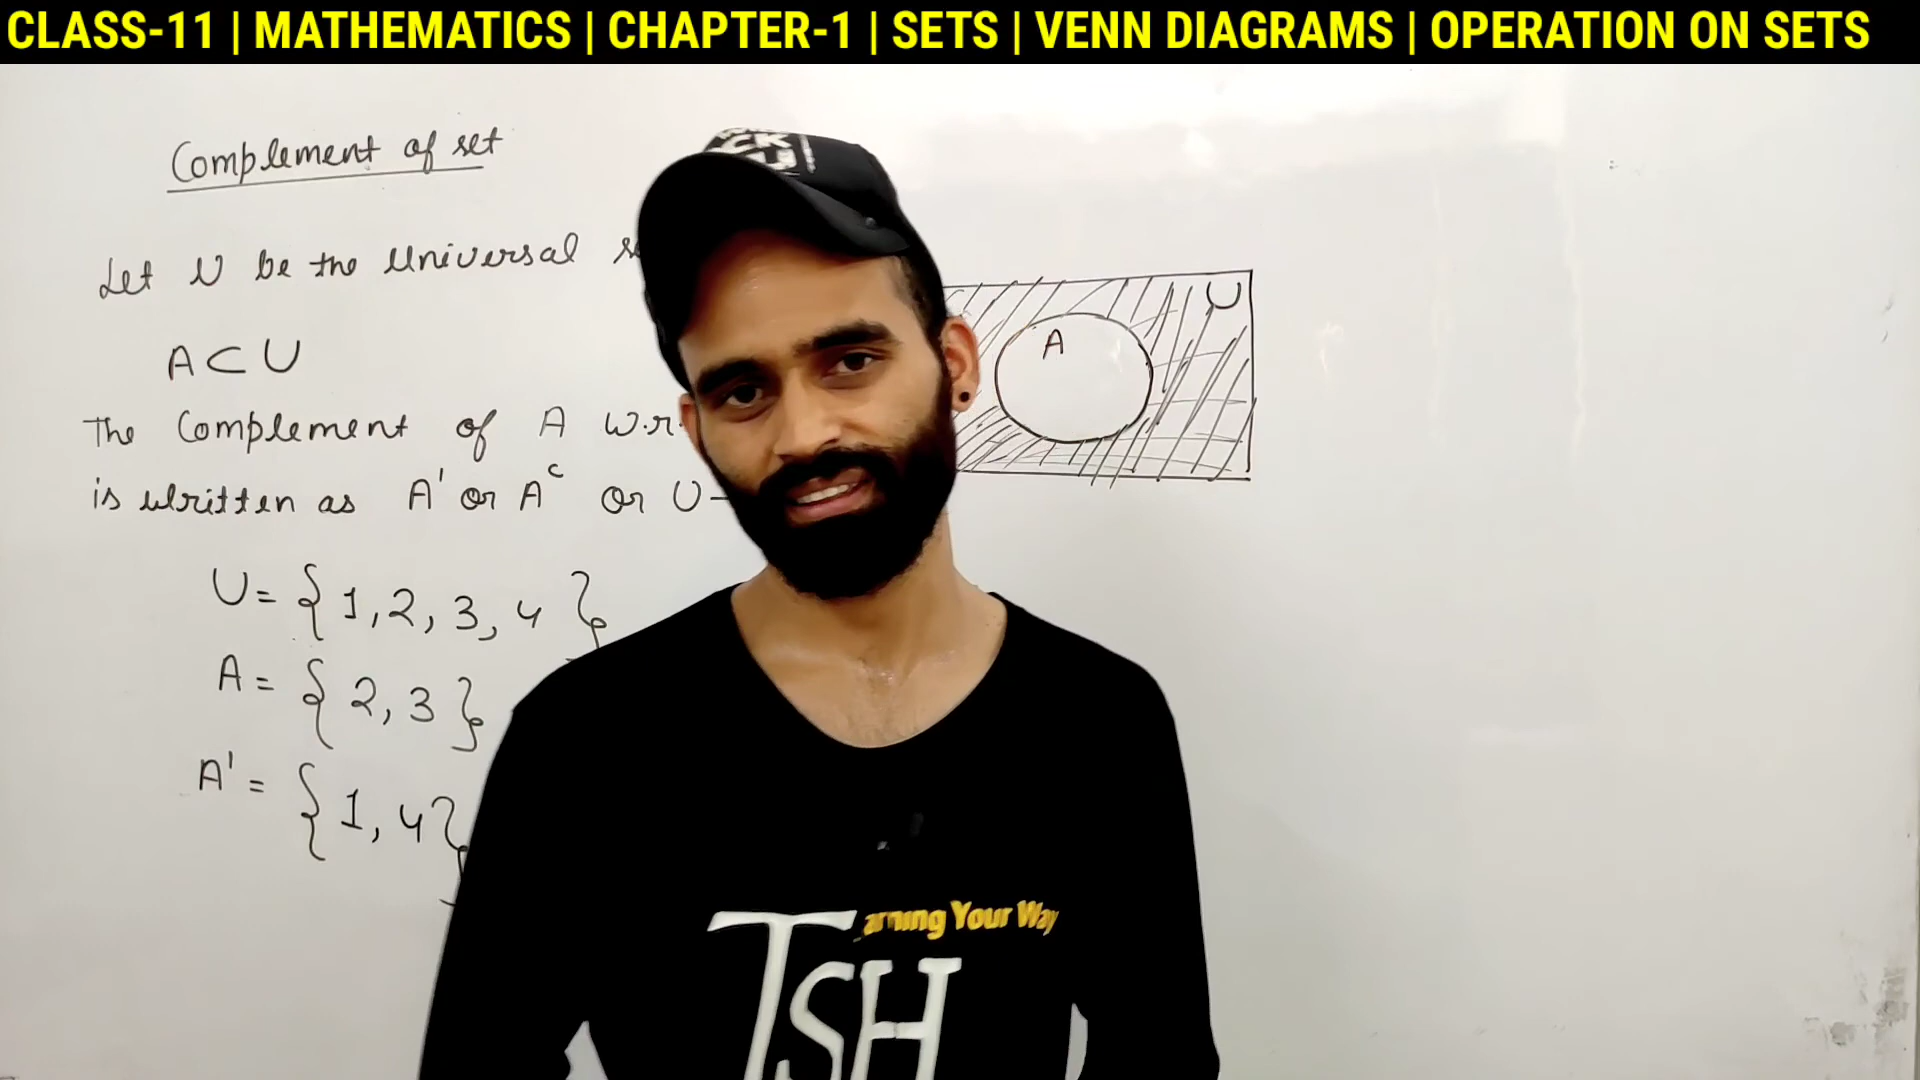 CLASS-11 | MATHEMATICS | CHAPTER-1 | SETS | VENN DIAGRAMS | OPERATION ON SETS
Complement of set
Let U be the Universal
A ⊂ U
The Complement of A w.r.
is written as A' or Aᶜ or U-
U = { 1, 2, 3, 4 }
A = { 2, 3 }
A' = { 1, 4 }
U
A
arning Your Way
TSH